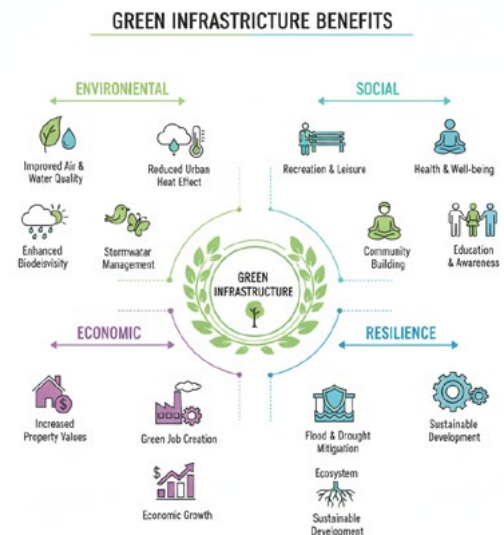 GREEN INFRASTRICTURE BENEFITS
ENVIRONIENTAL
SOCIAL
Improved Air &
Water Quality
Reduced Urban
Heat Effect
Recreation & Leisure
Health & Well-being
Enhanced
Biodeisvisity
Stormwatar
Management
Community
Building
Education
& Awareness
GREEN
INFRASTRUCTURE
ECONOMIC
RESILIENCE
$
Increased
Property Values
Green Job Creation
Flood & Drought
Mitigation
Sustainable
Development
$
Economic Growth
Ecosystem
Sustainable
Development